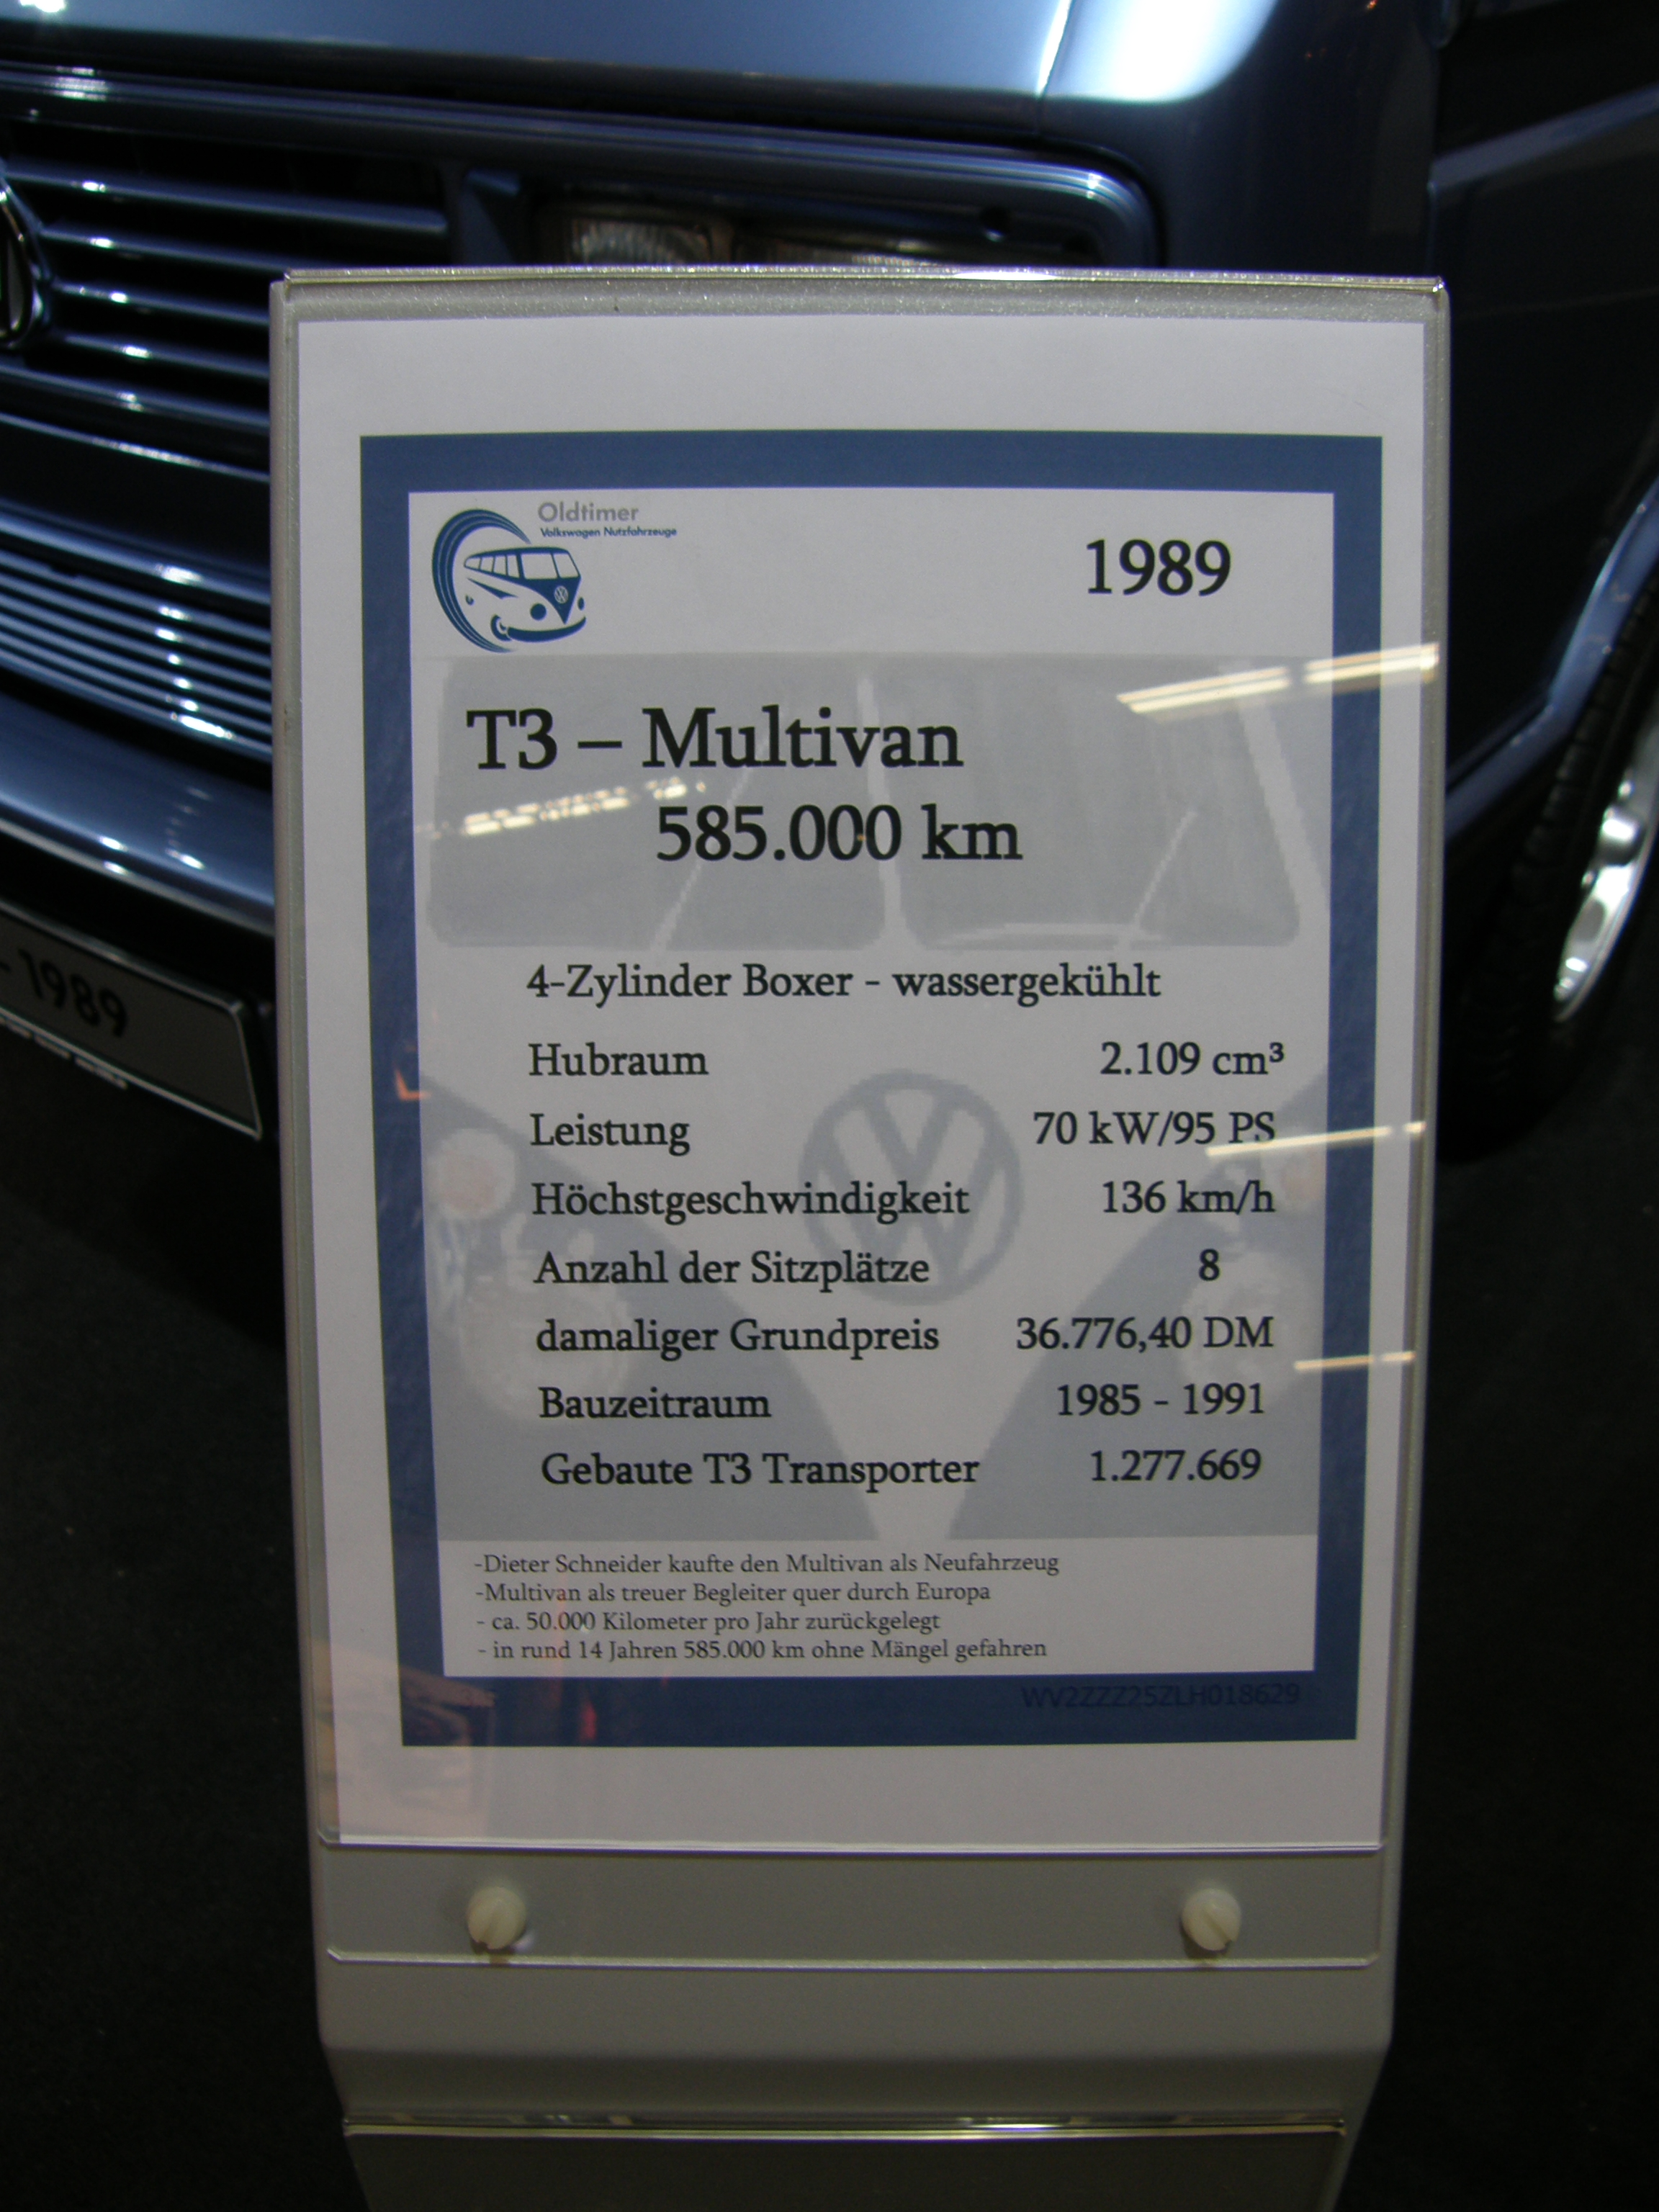 Oldtimer
Volkswagen Nutzfahrzeuge
1989
T3 – Multivan
585.000 km
4-Zylinder Boxer - wassergekühlt
Hubraum 2.109 cm³
Leistung 70 kW/95 PS
Höchstgeschwindigkeit 136 km/h
Anzahl der Sitzplätze 8
damaliger Grundpreis 36.776,40 DM
Bauzeitraum 1985 - 1991
Gebaute T3 Transporter 1.277.669
-Dieter Schneider kaufte den Multivan als Neufahrzeug
-Multivan als treuer Begleiter quer durch Europa
- ca. 50.000 Kilometer pro Jahr zurückgelegt
- in rund 14 Jahren 585.000 km ohne Mängel gefahren
WV2ZZZ25ZLH018629
- 1989